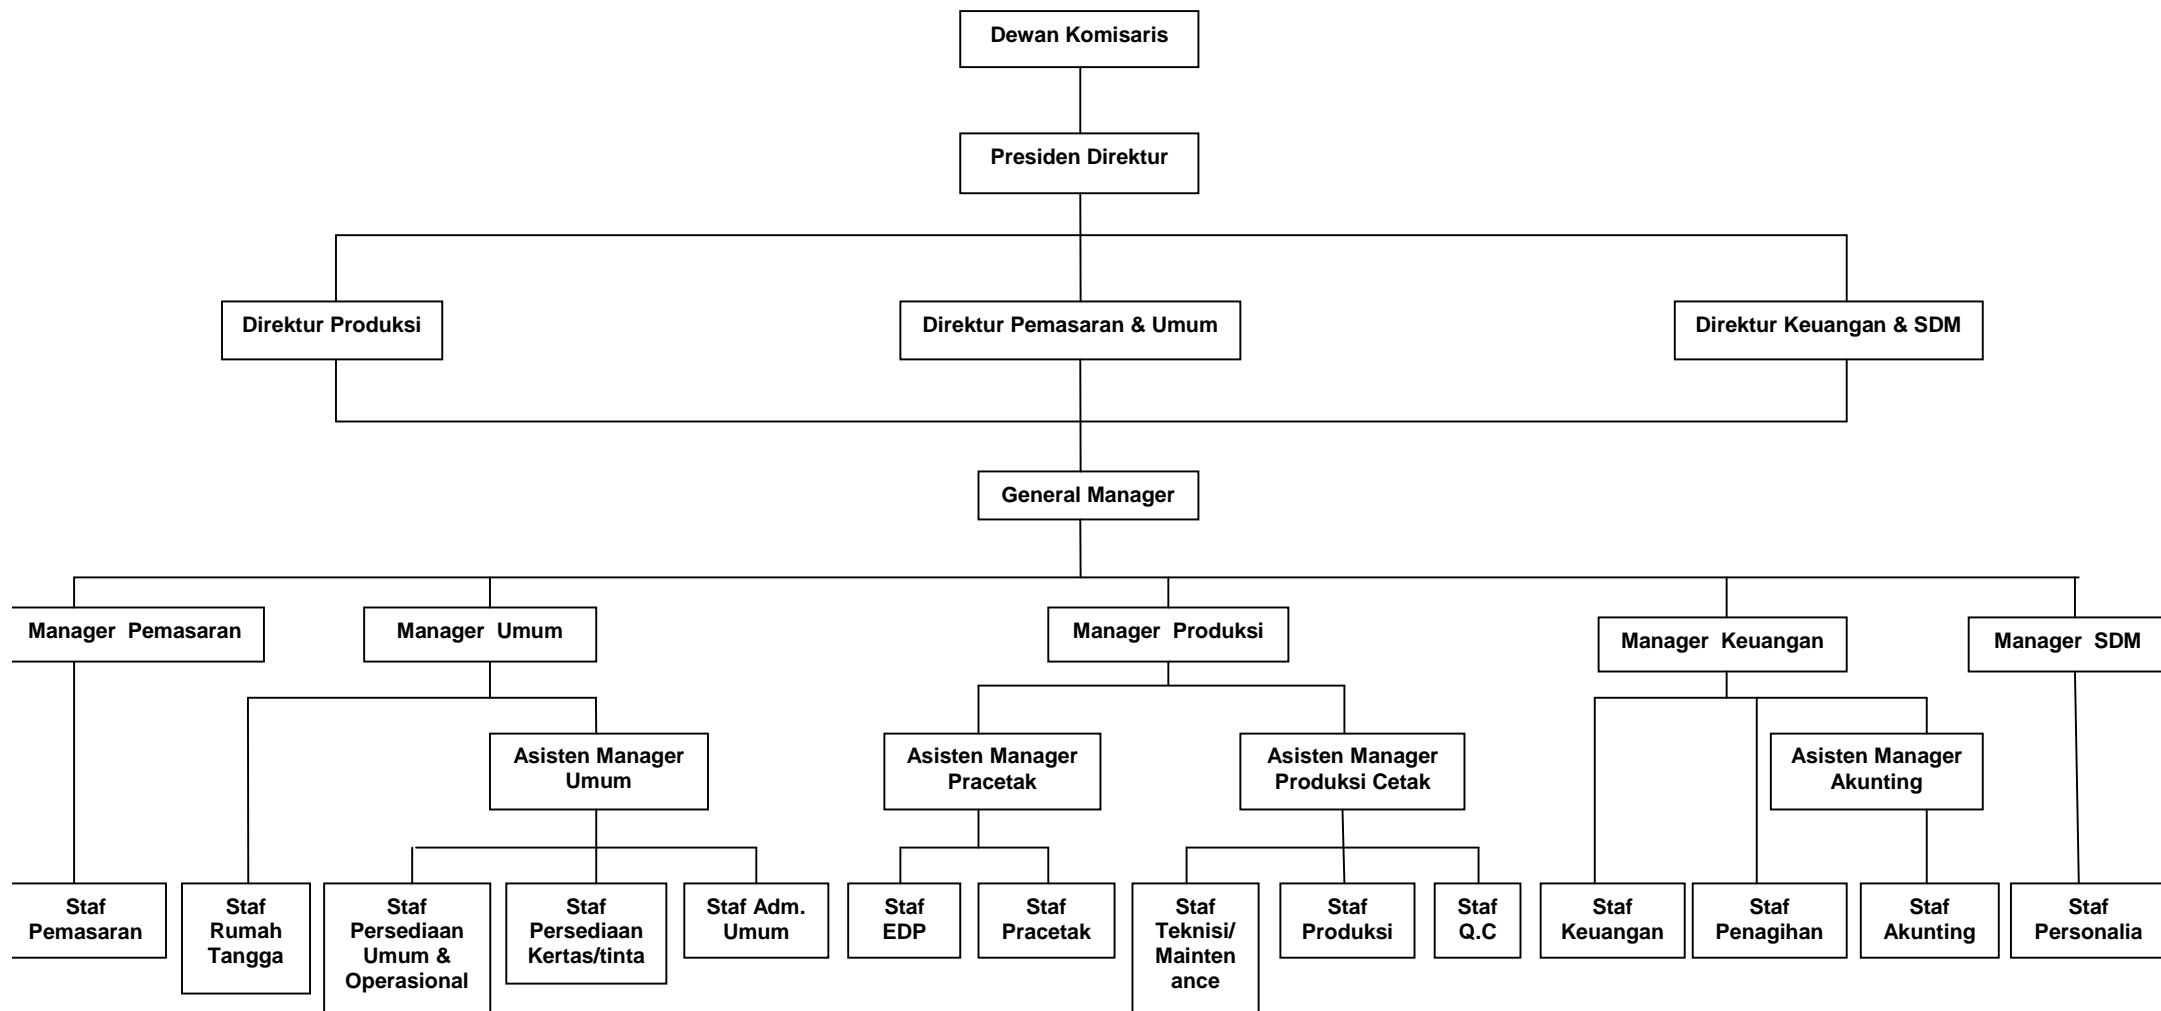 Dewan Komisaris
Presiden Direktur
Direktur Produksi
Direktur Pemasaran & Umum
Direktur Keuangan & SDM
General Manager
Manager Pemasaran
Manager Umum
Manager Produksi
Manager Keuangan
Manager SDM
Asisten Manager
Umum
Asisten Manager
Pracetak
Asisten Manager
Produksi Cetak
Asisten Manager
Akunting
Staf
Pemasaran
Staf
Rumah
Tangga
Staf
Persediaan
Umum &
Operasional
Staf
Persediaan
Kertas/tinta
Staf Adm.
Umum
Staf
EDP
Staf
Pracetak
Staf
Teknisi/
Mainten
ance
Staf
Produksi
Staf
Q.C
Staf
Keuangan
Staf
Penagihan
Staf
Akunting
Staf
Personalia